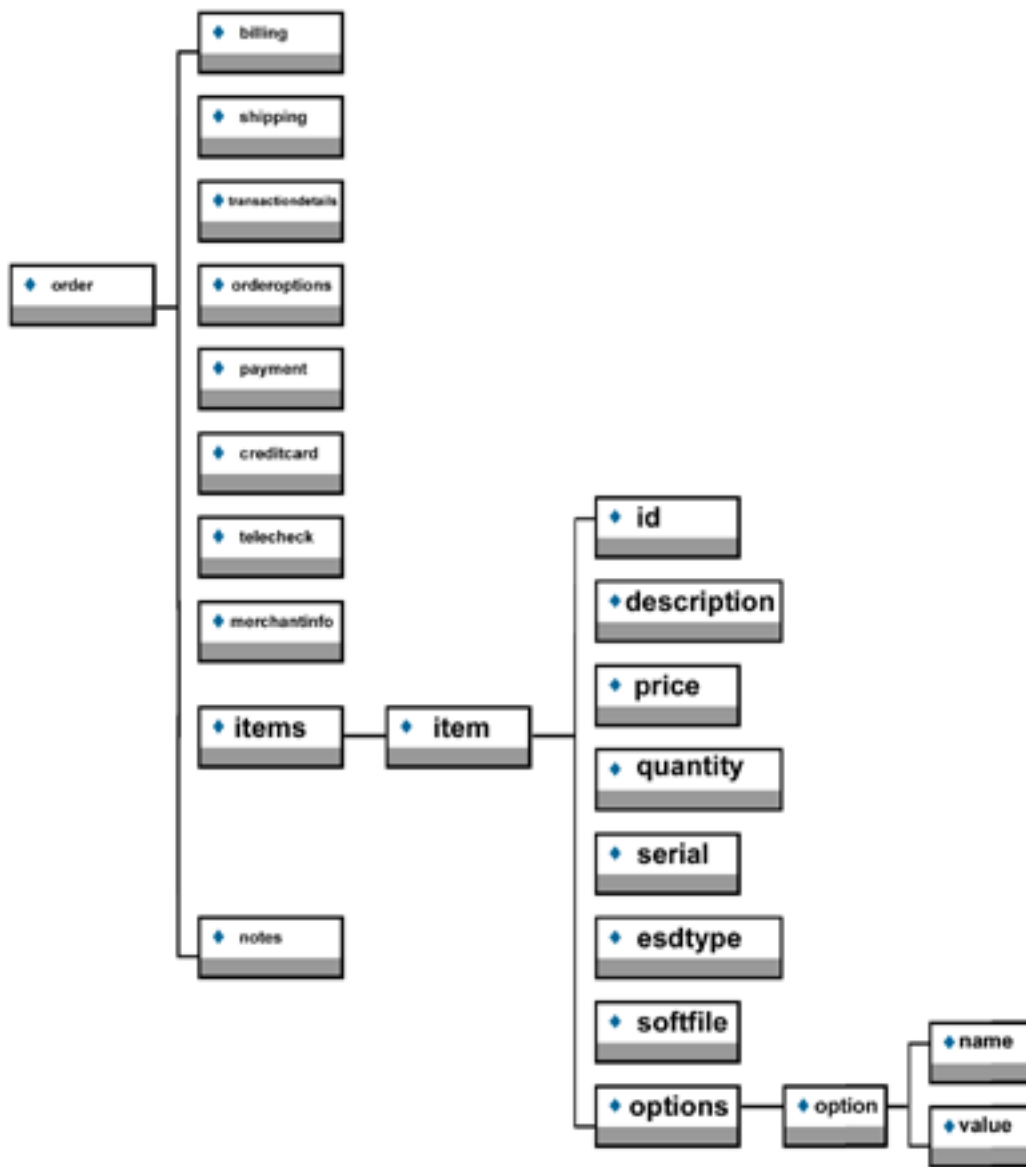 billing
shipping
transactiondetails
order
orderoptions
payment
creditcard
telecheck
merchantinfo
items
item
notes
id
description
price
quantity
serial
esdtype
softfile
options
option
name
value